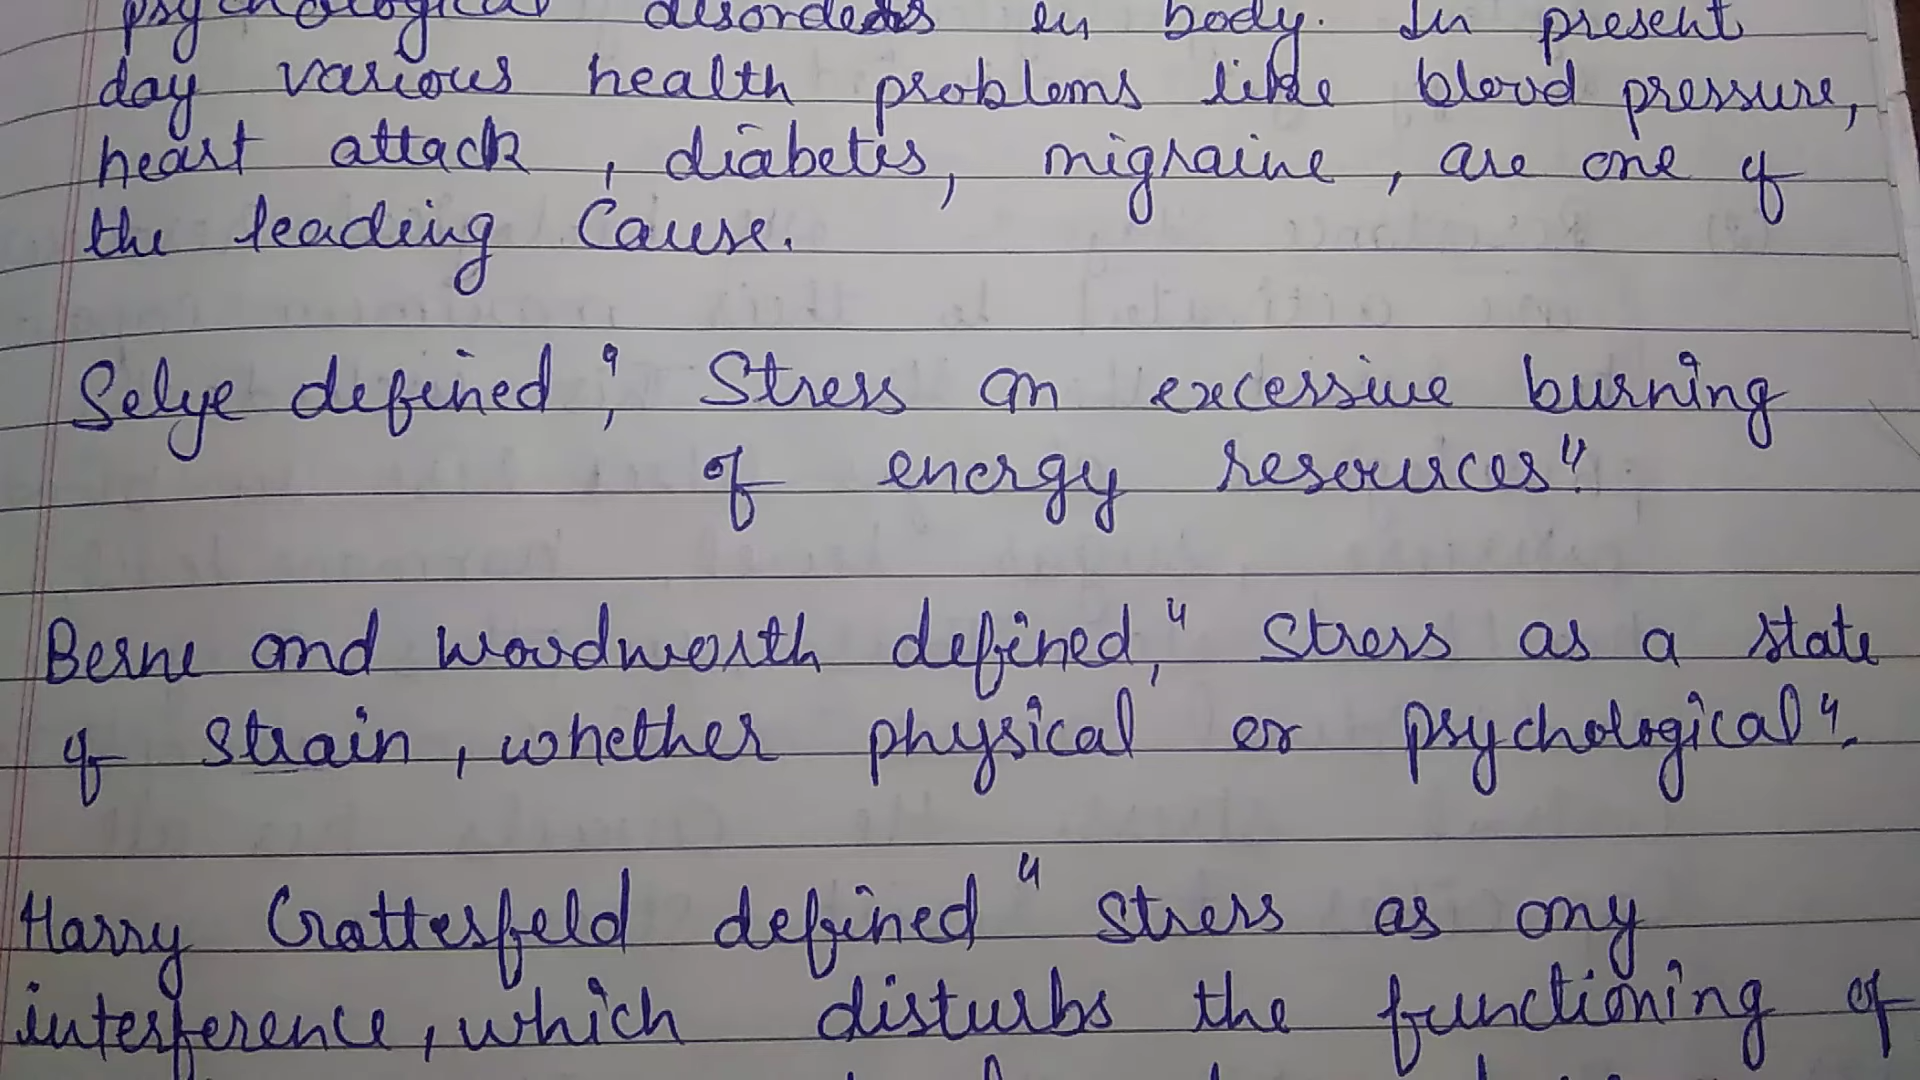 psychological disorders in body. In present
day various health problems like blood pressure,
heart attack, diabetes, migraine, are one of
the leading cause.
Selye defined, " Stress an excessive burning
of energy resources".
Berne and woodworth defined, " Stress as a state
of strain, whether physical or psychological".
Harry defined " stress as any
interference, which disturbs the functioning of